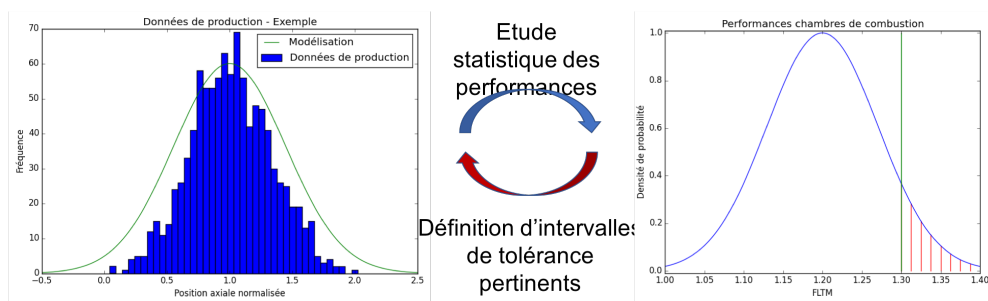 Données de production - Exemple
Modélisation
Données de production
Fréquence
70
60
50
40
30
20
10
0
−0.5 0.0 0.5 1.0 1.5 2.0 2.5
Position axiale normalisée
Etude
statistique des
performances
Définition d'intervalles
de tolérance
pertinents
Performances chambres de combustion
Densité de probabilité
1.0
0.8
0.6
0.4
0.2
0.0
1.00 1.05 1.10 1.15 1.20 1.25 1.30 1.35 1.40
FLTM